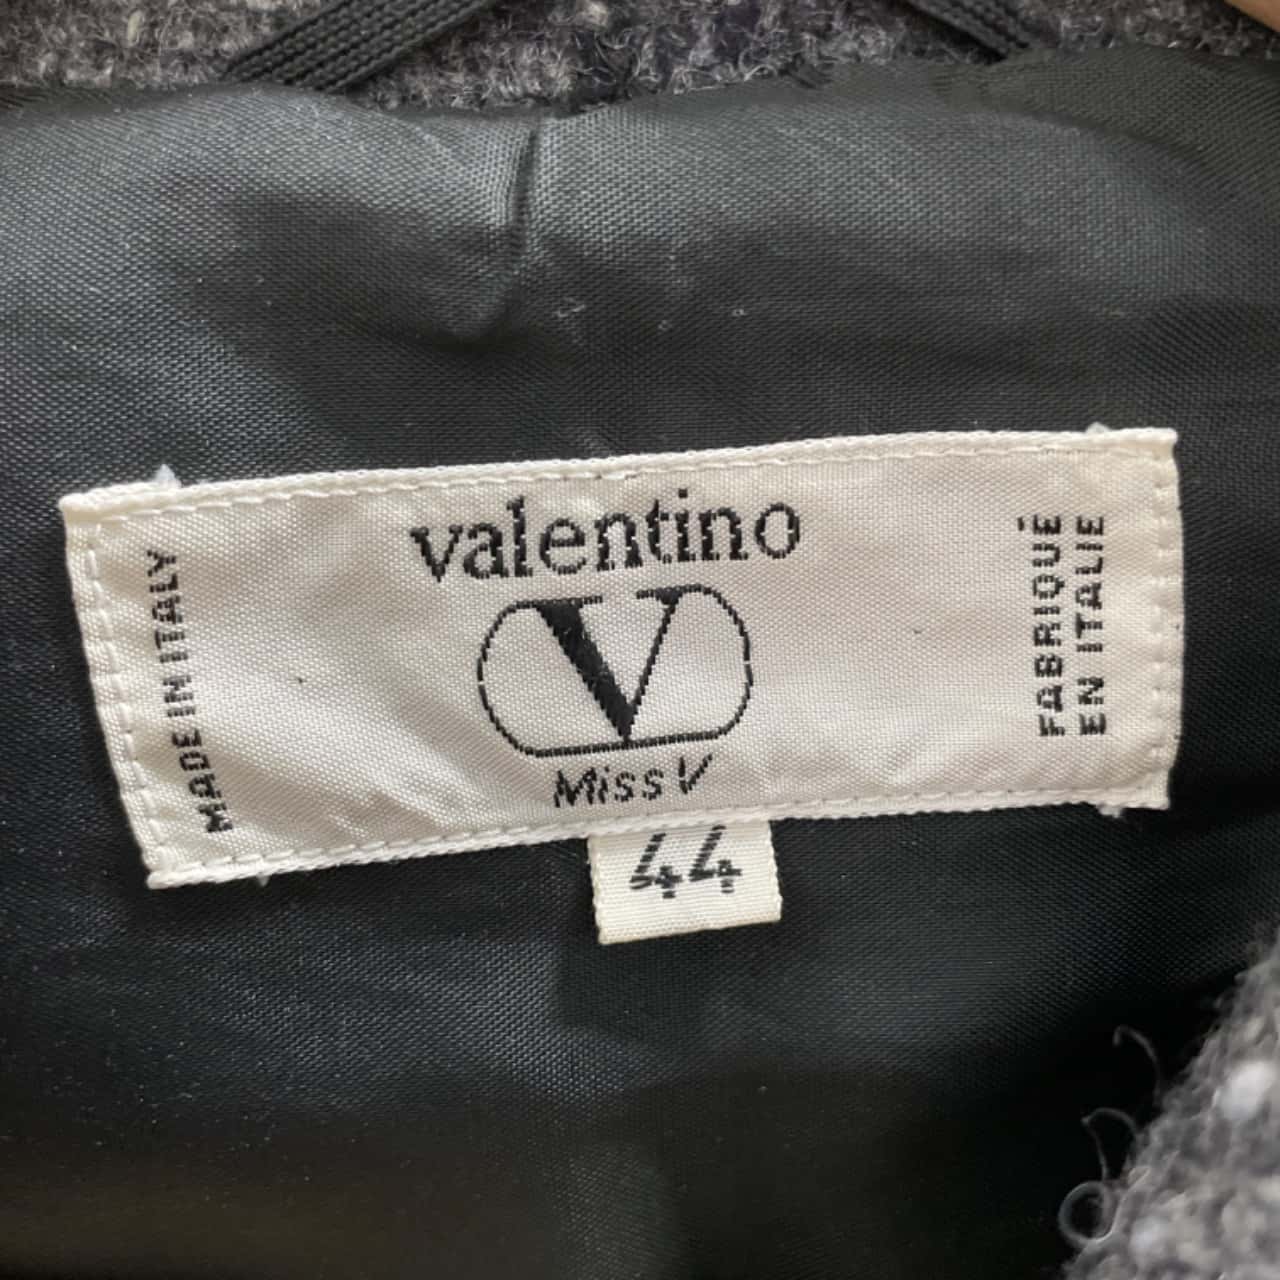 valentino
V
Miss V
44
MADE IN ITALY
FABRIQUÉ
EN ITALIE